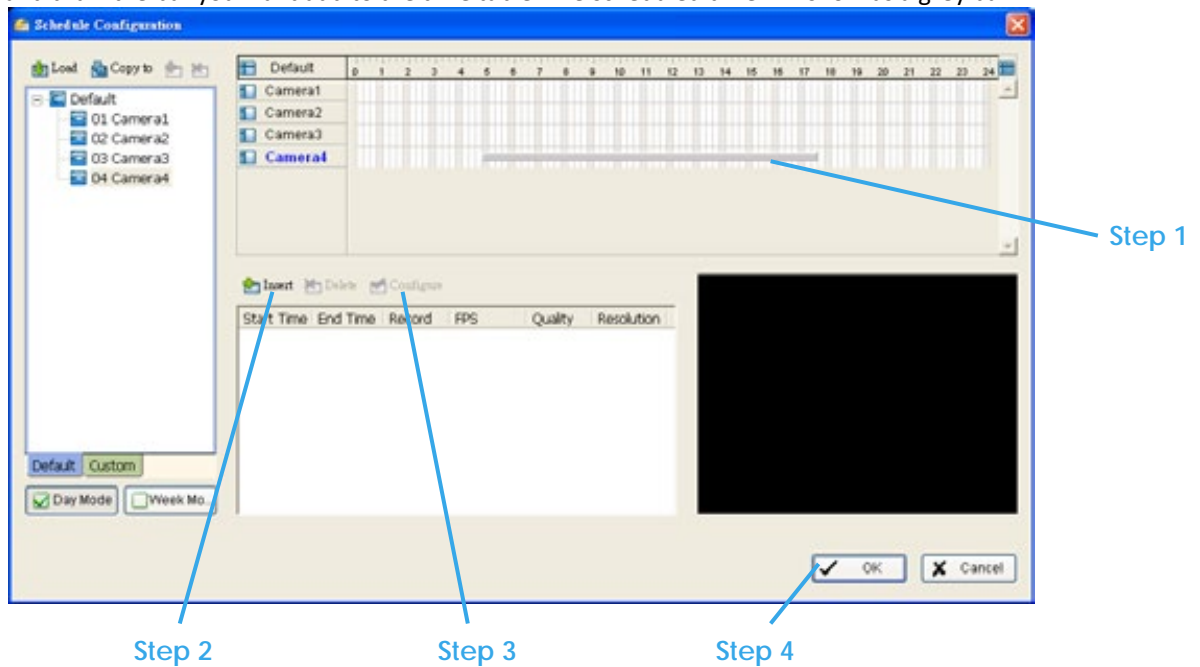 Schedule Configuration
Load Copy to
Default 0 1 2 3 4 5 6 7 8 9 10 11 12 13 14 15 16 17 18 19 20 21 22 23 24
Camera1
Camera2
Camera3
Camera4
Default
01 Camera1
02 Camera2
03 Camera3
04 Camera4
Step 1
Insert Delete Configure
Start Time End Time Record FPS Quality Resolution
Default Custom
Day Mode Week Mo
OK Cancel
Step 2 Step 3 Step 4